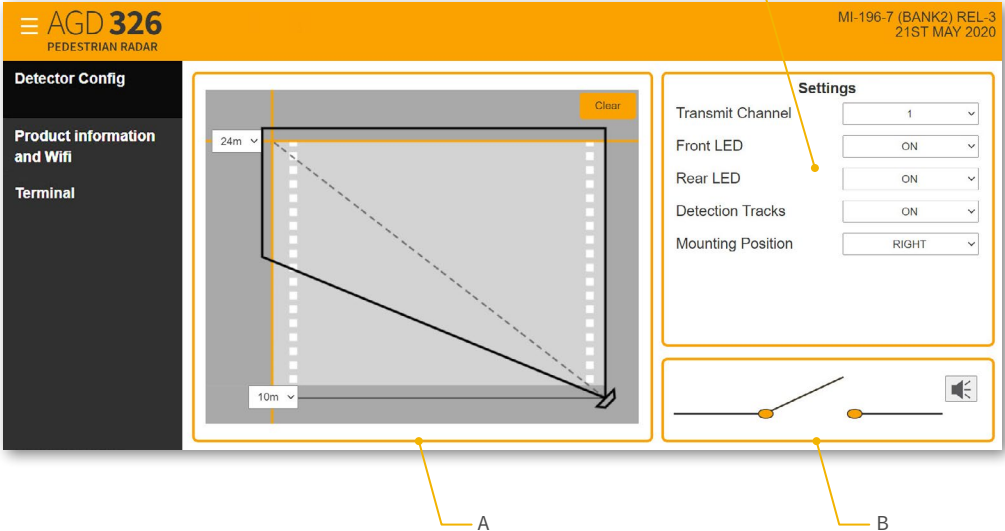 AGD 326
PEDESTRIAN RADAR
MI-196-7 (BANK2) REL-3
21ST MAY 2020
Detector Config
Product information
and Wifi
Terminal
Clear
24m
10m
Settings
Transmit Channel 1
Front LED ON
Rear LED ON
Detection Tracks ON
Mounting Position RIGHT
A
B